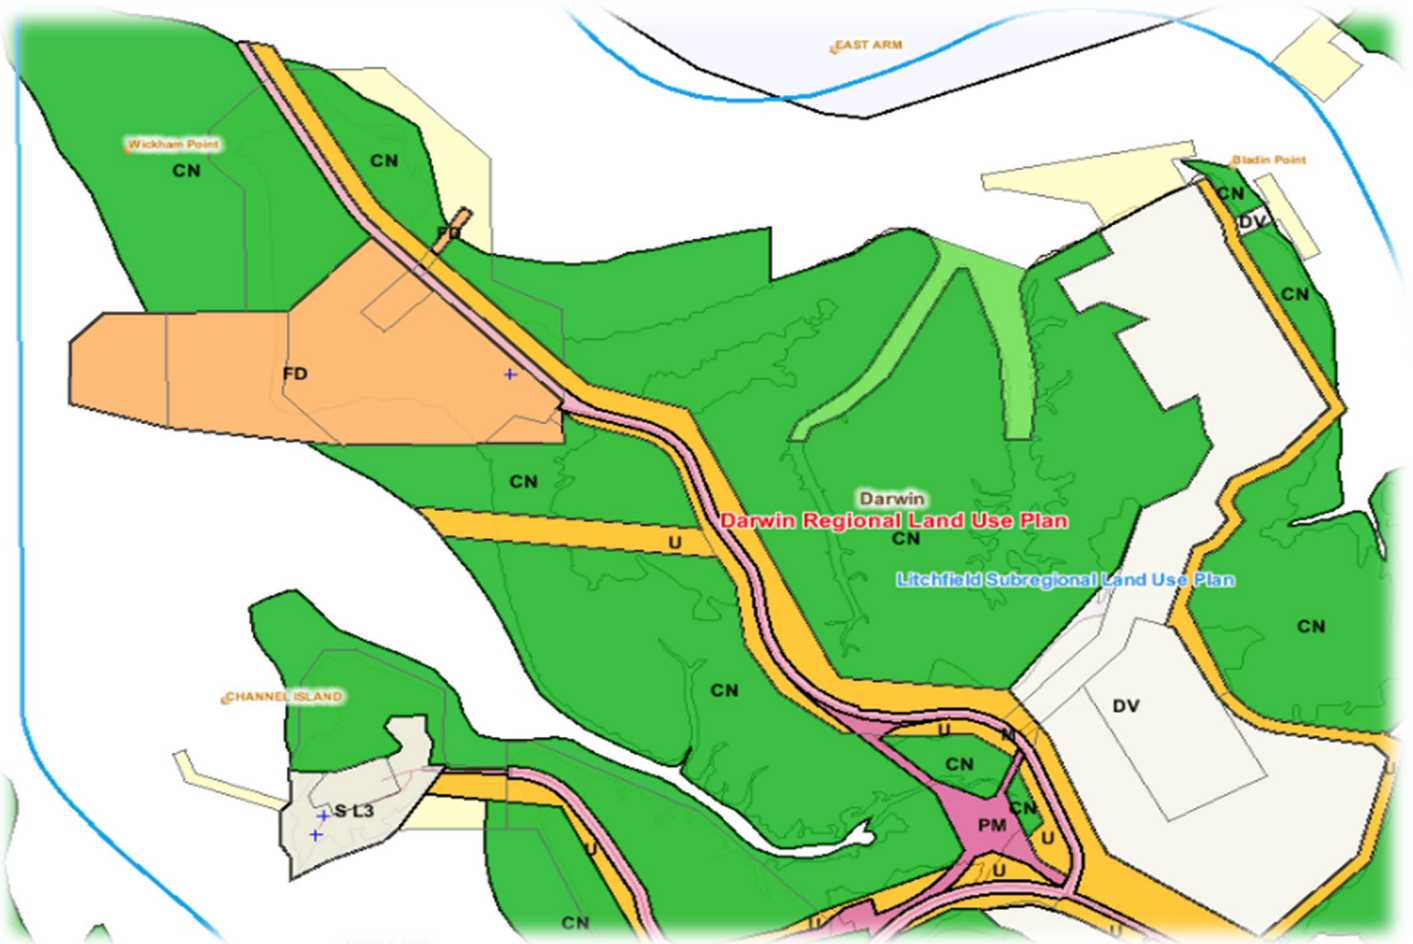 EAST ARM
Wickham Point
CN
CN
Bladin Point
CN
DV
FD
CN
FD
CN
Darwin
Darwin Regional Land Use Plan
CN
U
Litchfield Subregional Land Use Plan
CN
CN
CHANNEL ISLAND
DV
U
M
CN
U
S L3
CN
PM
U
U
U
CN
U
U